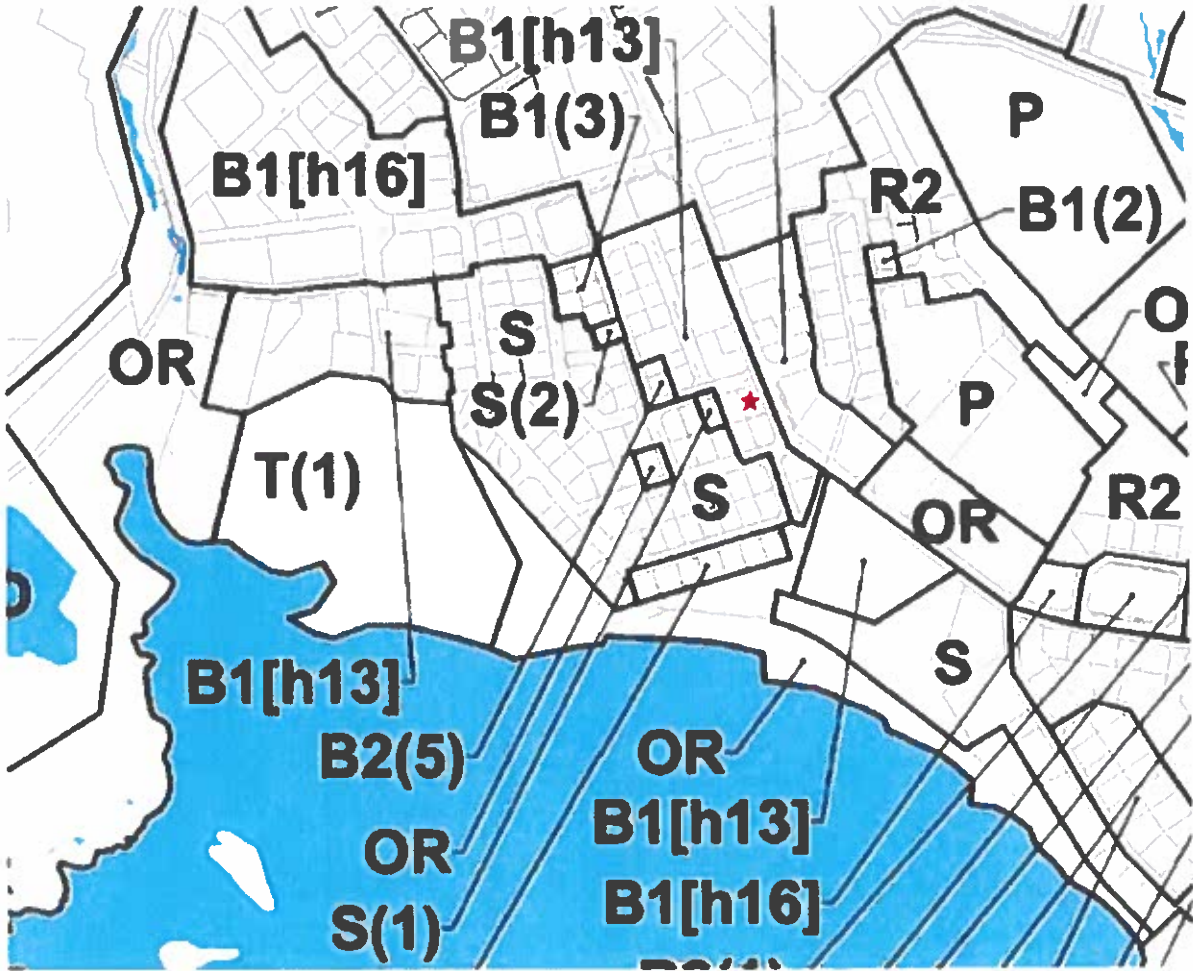 B1[h13]
B1(3)
P
B1[h16]
R2
B1(2)
S
OR
S(2)
P
T(1)
S
OR
R2
B1[h13]
S
B2(5)
OR
B1[h13]
OR
B1[h16]
S(1)